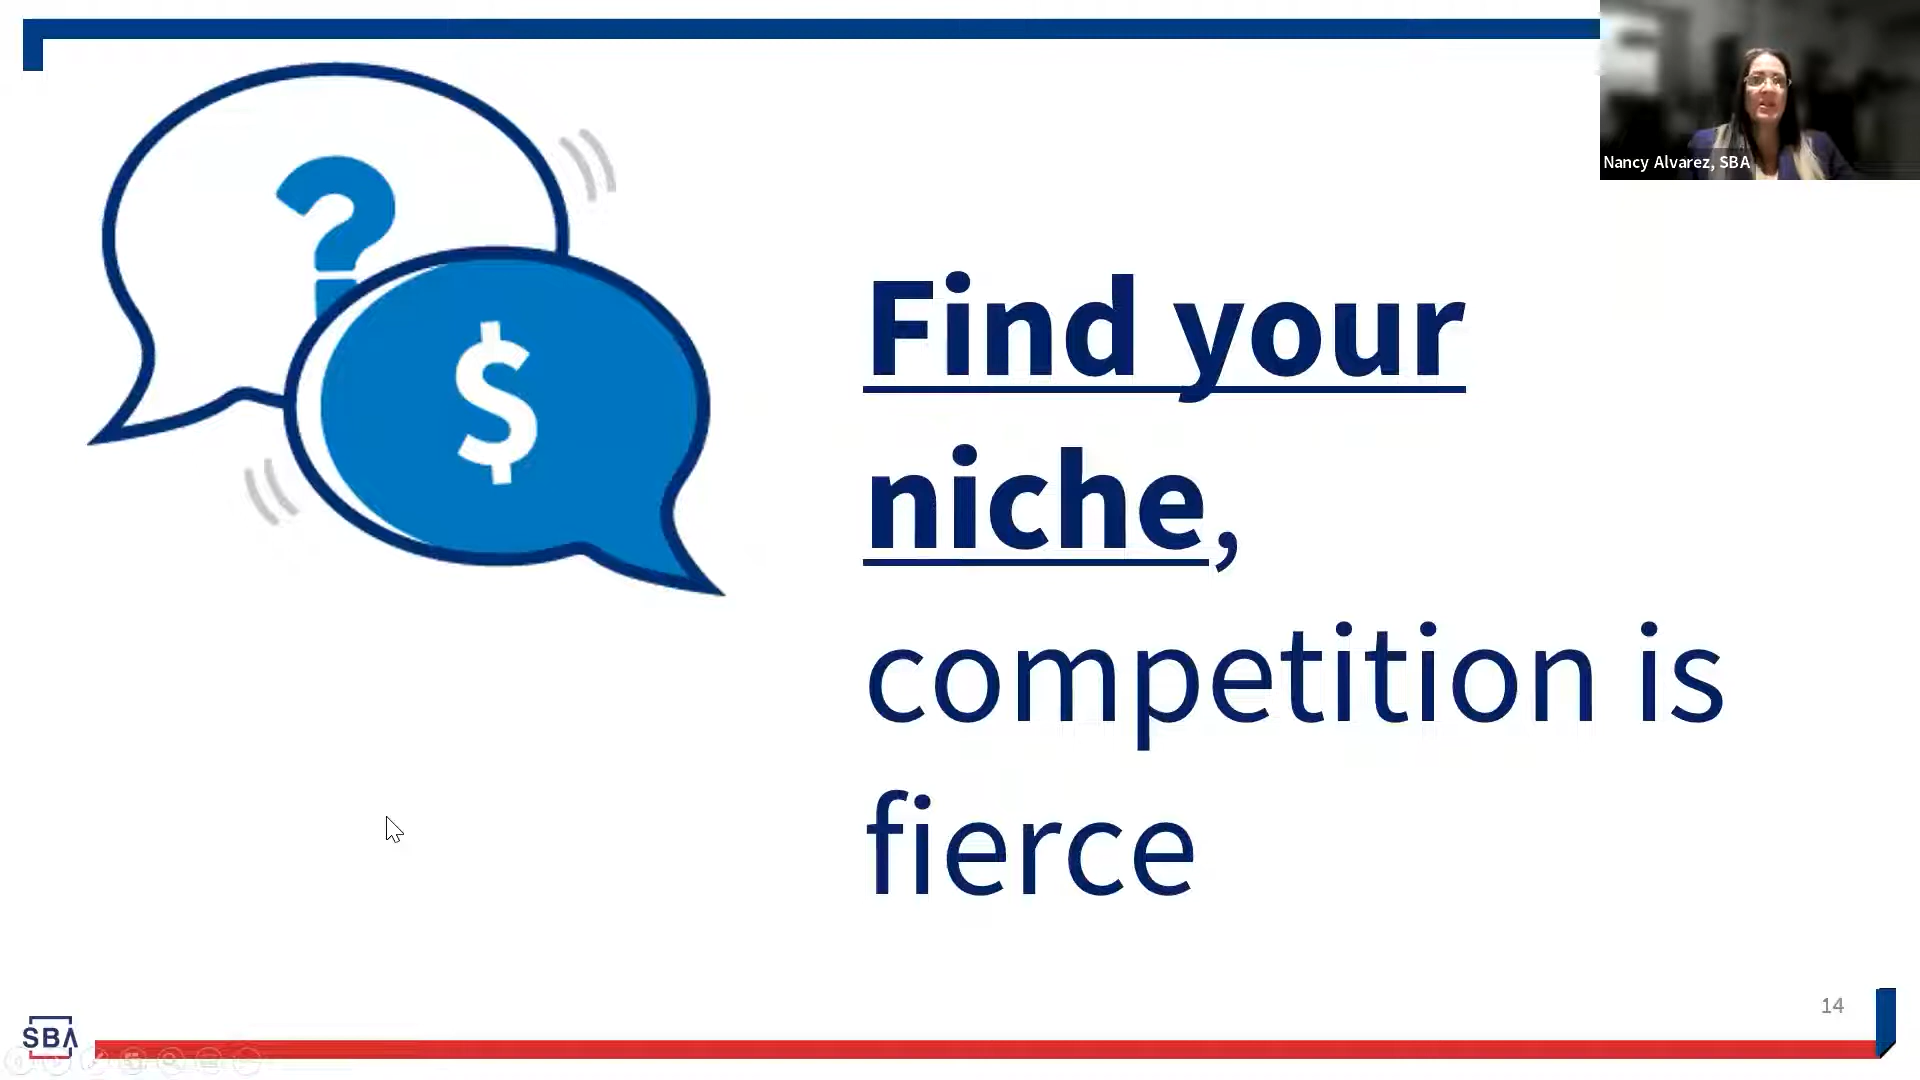 Nancy Alvarez, SBA
?
$
Find your
niche,
competition is
fierce
14
SBA